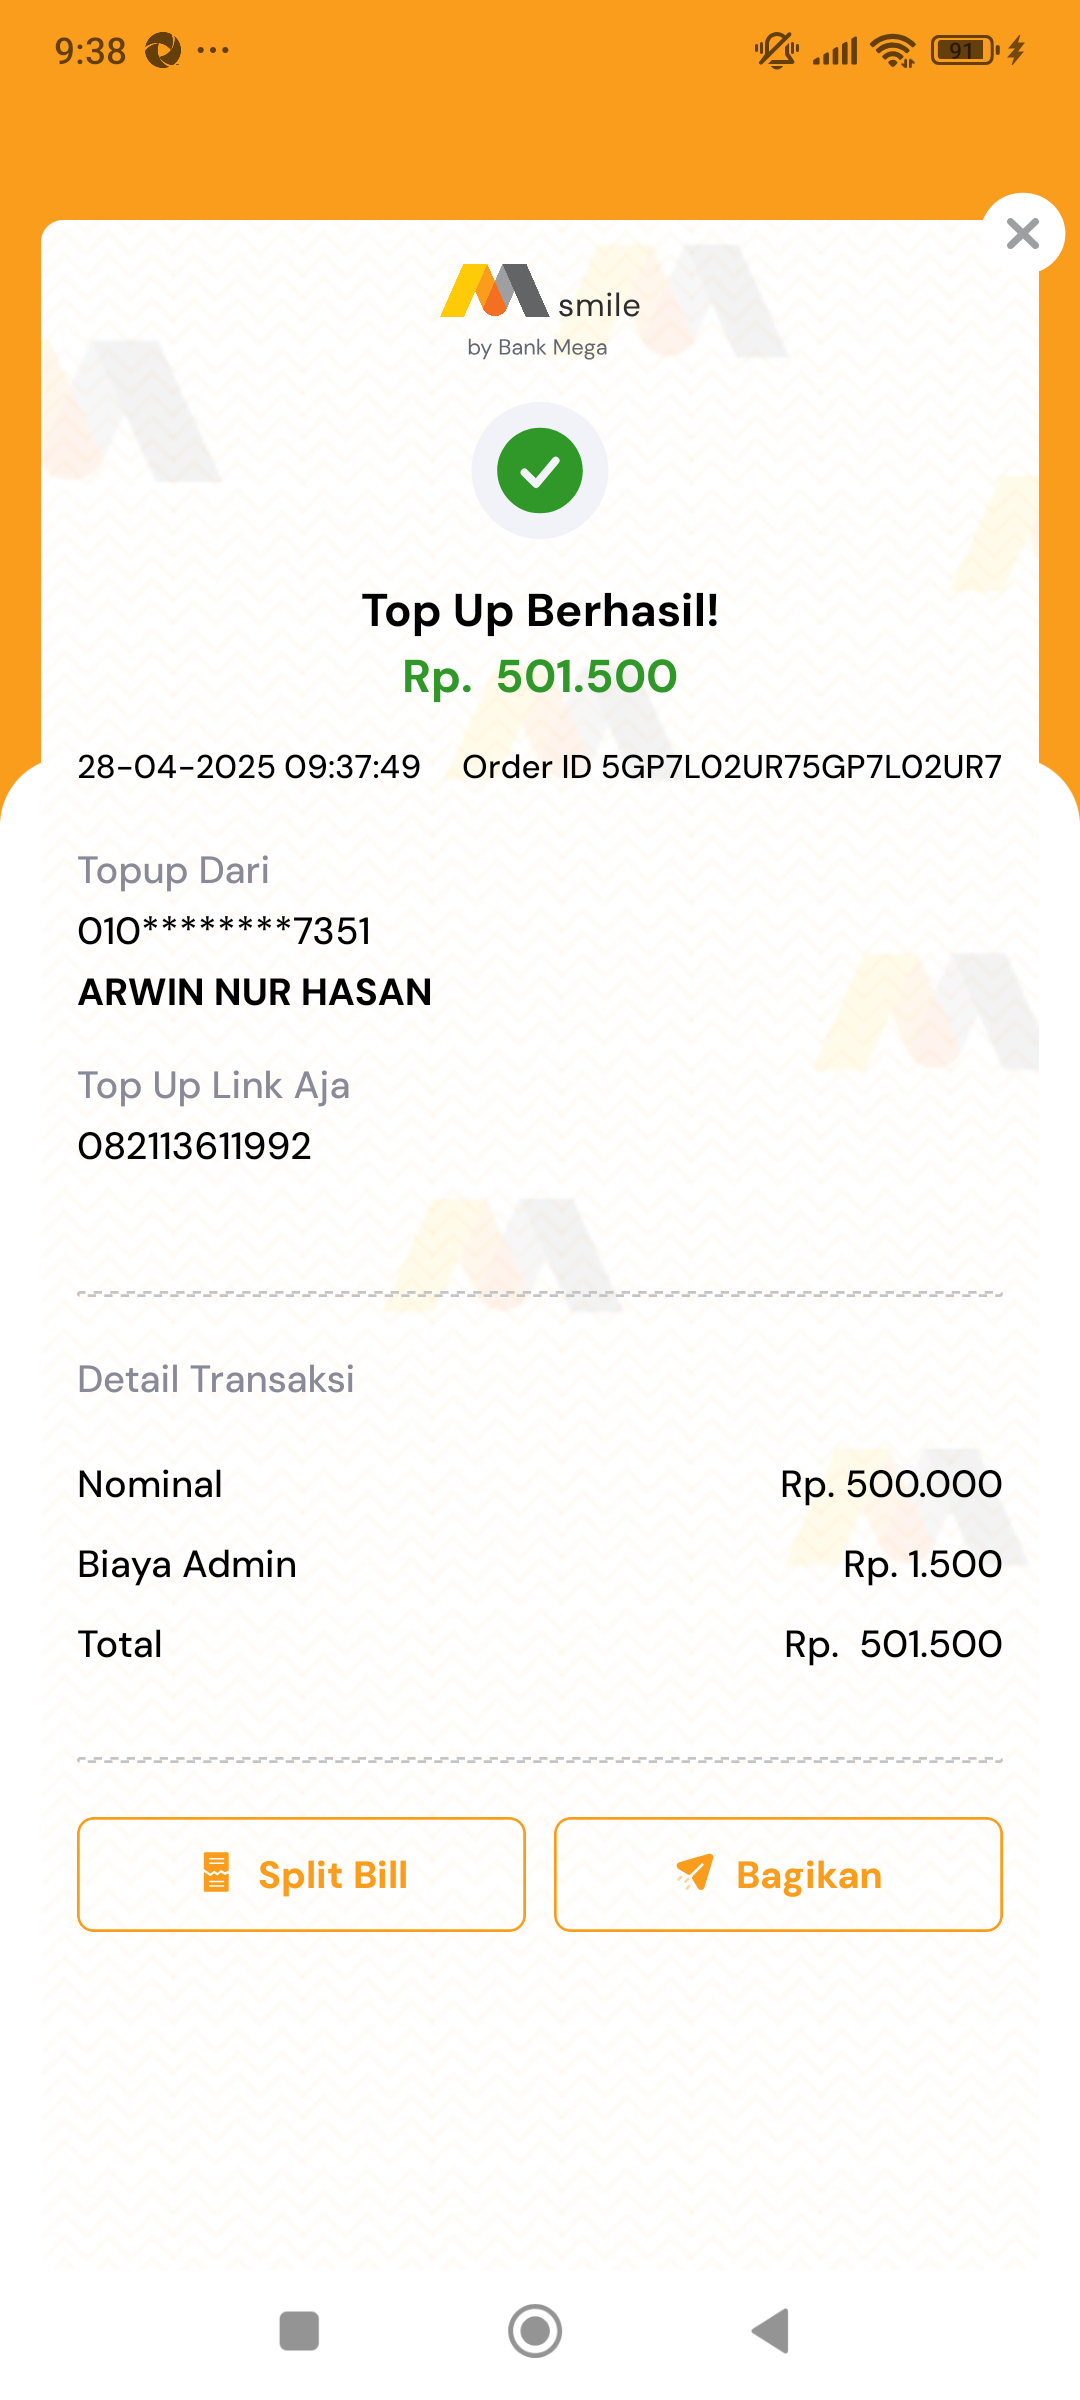 9:38
91
smile
by Bank Mega
Top Up Berhasil!
Rp. 501.500
28-04-2025 09:37:49 Order ID 5GP7L02UR75GP7L02UR7
Topup Dari
010********7351
ARWIN NUR HASAN
Top Up Link Aja
082113611992
Detail Transaksi
Nominal Rp. 500.000
Biaya Admin Rp. 1.500
Total Rp. 501.500
Split Bill Bagikan